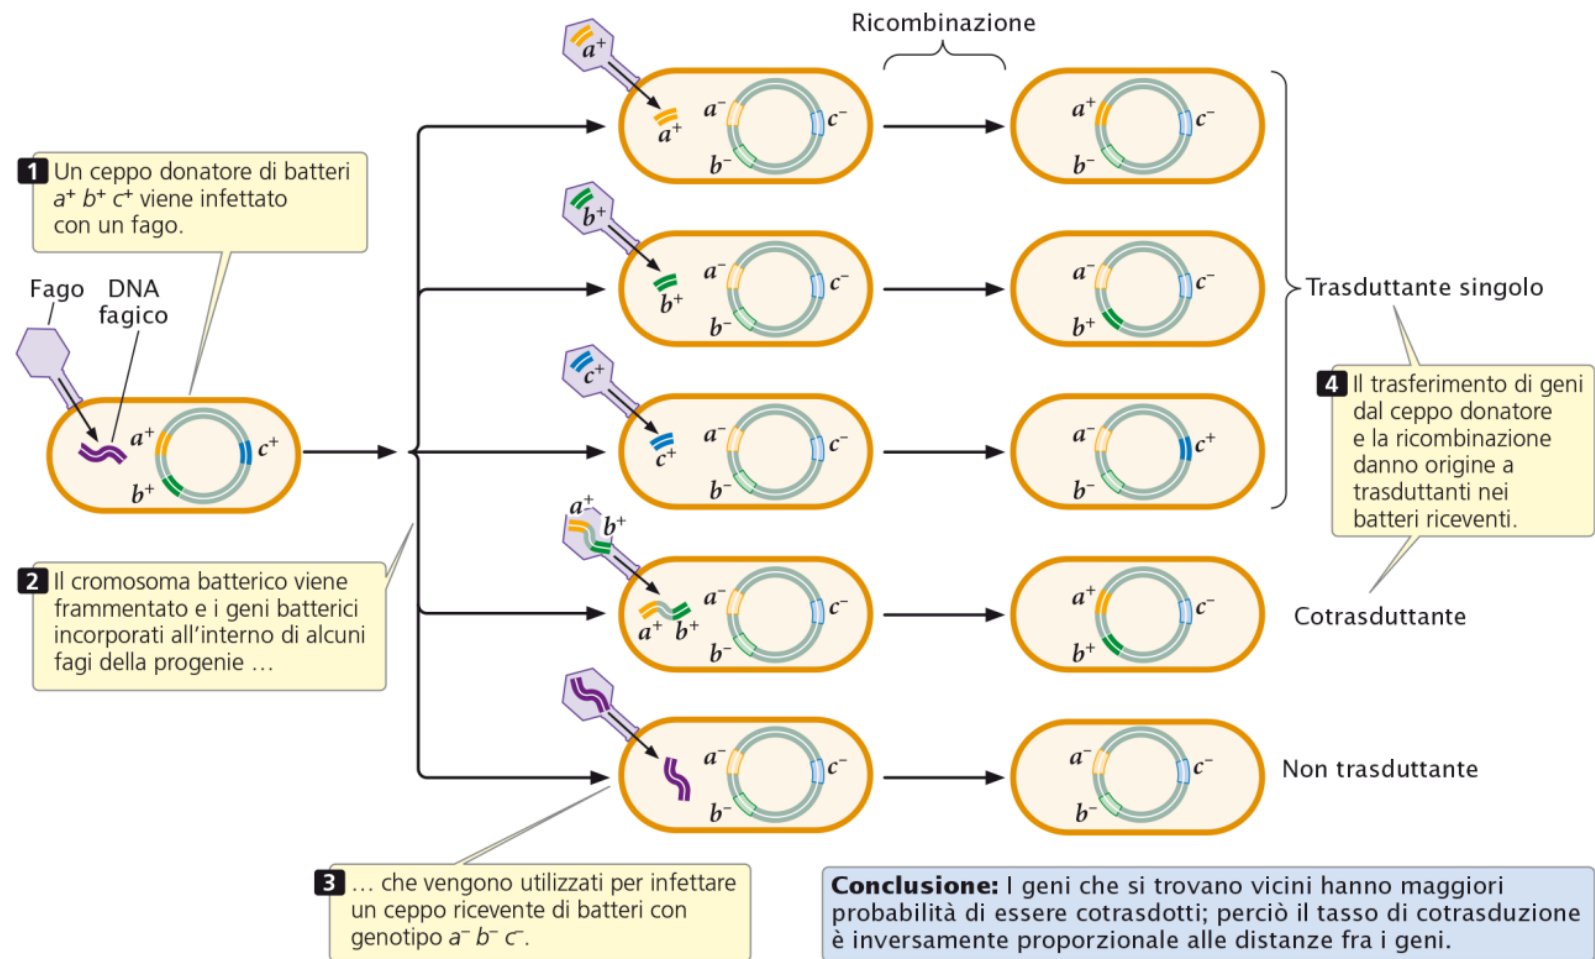 Ricombinazione
a⁺
a⁺
a⁻
b⁻
c⁻
a⁺
b⁻
c⁻
1 Un ceppo donatore di batteri
a⁺ b⁺ c⁺ viene infettato
con un fago.
b⁺
b⁺
a⁻
b⁻
c⁻
a⁻
b⁺
c⁻
Trasduttante singolo
Fago
DNA
fagico
a⁺
b⁺
c⁺
c⁺
c⁺
a⁻
b⁻
c⁻
a⁻
b⁻
c⁺
4 Il trasferimento di geni
dal ceppo donatore
e la ricombinazione
danno origine a
trasduttanti nei
batteri riceventi.
2 Il cromosoma batterico viene
frammentato e i geni batterici
incorporati all'interno di alcuni
fagi della progenie …
a⁺
b⁺
a⁺ b⁺
a⁻
b⁻
c⁻
a⁺
b⁺
c⁻
Cotrasduttante
a⁻
b⁻
c⁻
a⁻
b⁻
c⁻
Non trasduttante
3 … che vengono utilizzati per infettare
un ceppo ricevente di batteri con
genotipo a⁻ b⁻ c⁻.
Conclusione: I geni che si trovano vicini hanno maggiori
probabilità di essere cotrasdotti; perciò il tasso di cotrasduzione
è inversamente proporzionale alle distanze fra i geni.